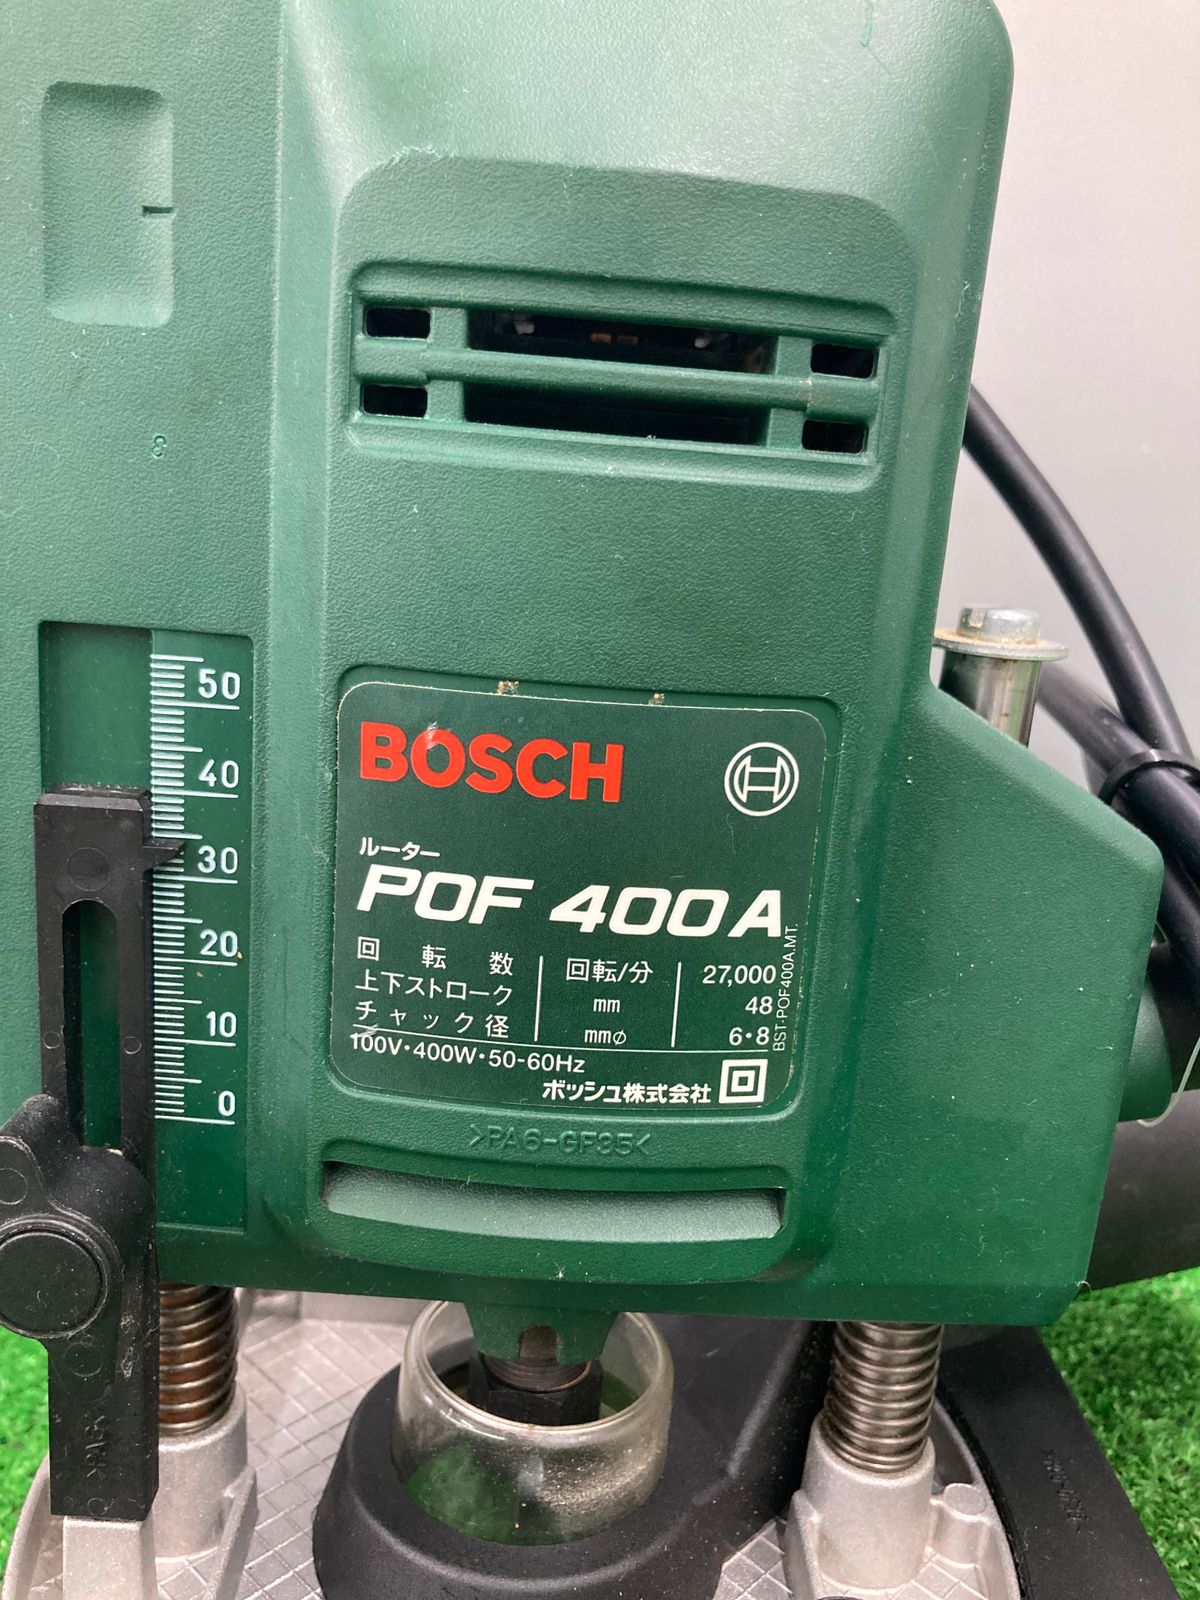 8
50
40
30
20
10
0
BOSCH
ルーター
POF 400A
回転数 回転/分 27,000
上下ストローク mm 48
チャック径 mmφ 6・8
100V・400W・50-60Hz
ボッシュ株式会社
BST・POF400A.MT.
>PA6-GF35<
>PA6<